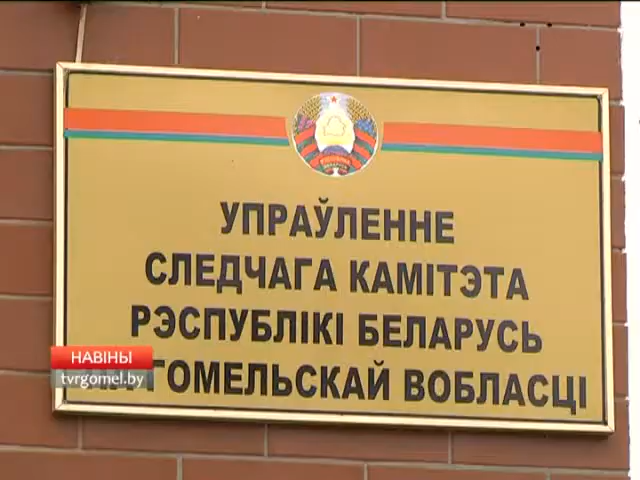 УПРАЎЛЕННЕ
СЛЕДЧАГА КАМІТЭТА
РЭСПУБЛІКІ БЕЛАРУСЬ
ГОМЕЛЬСКАЙ ВОБЛАСЦІ
НАВІНЫ
tvrgomel.by